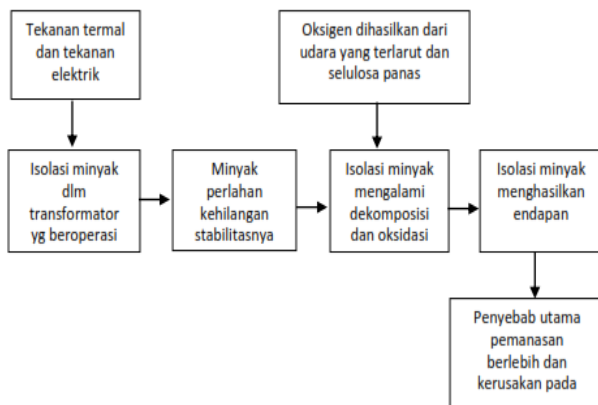 Tekanan termal
dan tekanan
elektrik
Oksigen dihasilkan dari
udara yang terlarut dan
selulosa panas
Isolasi minyak
dlm
transformator
yg beroperasi
Minyak
perlahan
kehilangan
stabilitasnya
Isolasi minyak
mengalami
dekomposisi
dan oksidasi
Isolasi minyak
menghasilkan
endapan
Penyebab utama
pemanasan
berlebih dan
kerusakan pada